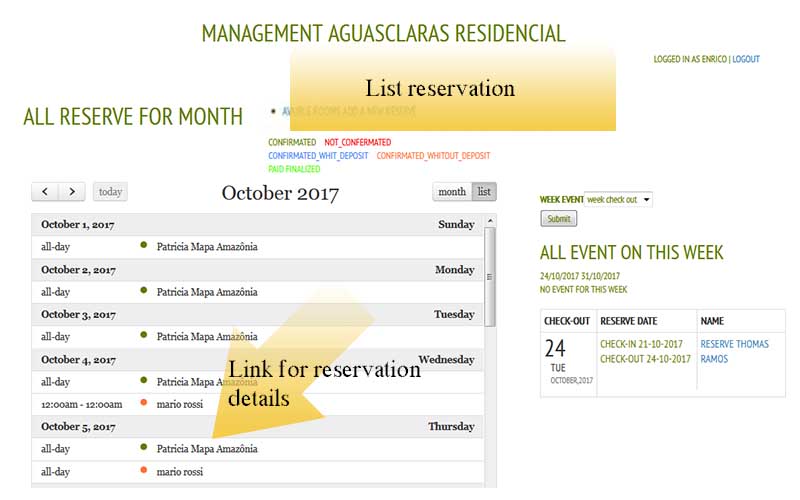 MANAGEMENT AGUASCLARAS RESIDENCIAL
LOGGED IN AS ENRICO | LOGOUT
List reservation
ALL RESERVE FOR MONTH
ROOMS ADD A NEW RESERVE
CONFIRMATED NOT_CONFERMATED
CONFIRMATED_WHIT_DEPOSIT CONFIRMATED_WHITOUT_DEPOSIT
PAID FINALIZED
< > today
October 2017
month list
October 1, 2017 Sunday
all-day Patricia Mapa Amazônia
October 2, 2017 Monday
all-day Patricia Mapa Amazônia
October 3, 2017 Tuesday
all-day Patricia Mapa Amazônia
October 4, 2017 Wednesday
all-day Patricia Mapa Amazônia
12:00am - 12:00am mario rossi
October 5, 2017 Thursday
all-day Patricia Mapa Amazônia
all-day mario rossi
Link for reservation
details
WEEK EVENT week check out
Submit
ALL EVENT ON THIS WEEK
24/10/2017 31/10/2017
NO EVENT FOR THIS WEEK
CHECK-OUT RESERVE DATE NAME
24 CHECK-IN 21-10-2017 RESERVE THOMAS
TUE CHECK-OUT 24-10-2017 RAMOS
OCTOBER,2017